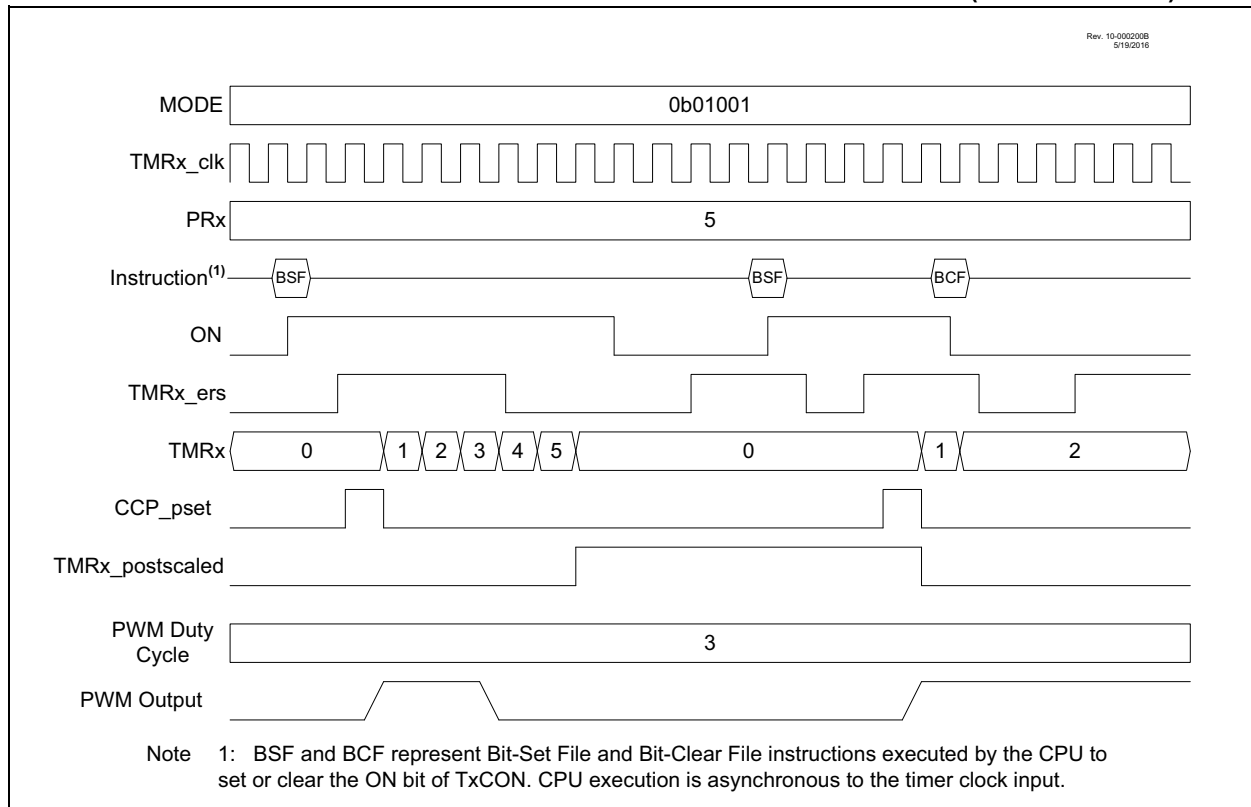 Rev. 10-000200B
5/19/2016
MODE 0b01001
TMRx_clk
PRx 5
Instruction(1) BSF BSF BCF
ON
TMRx_ers
TMRx 0 1 2 3 4 5 0 1 2
CCP_pset
TMRx_postscaled
PWM Duty
Cycle 3
PWM Output
Note 1: BSF and BCF represent Bit-Set File and Bit-Clear File instructions executed by the CPU to
set or clear the ON bit of TxCON. CPU execution is asynchronous to the timer clock input.